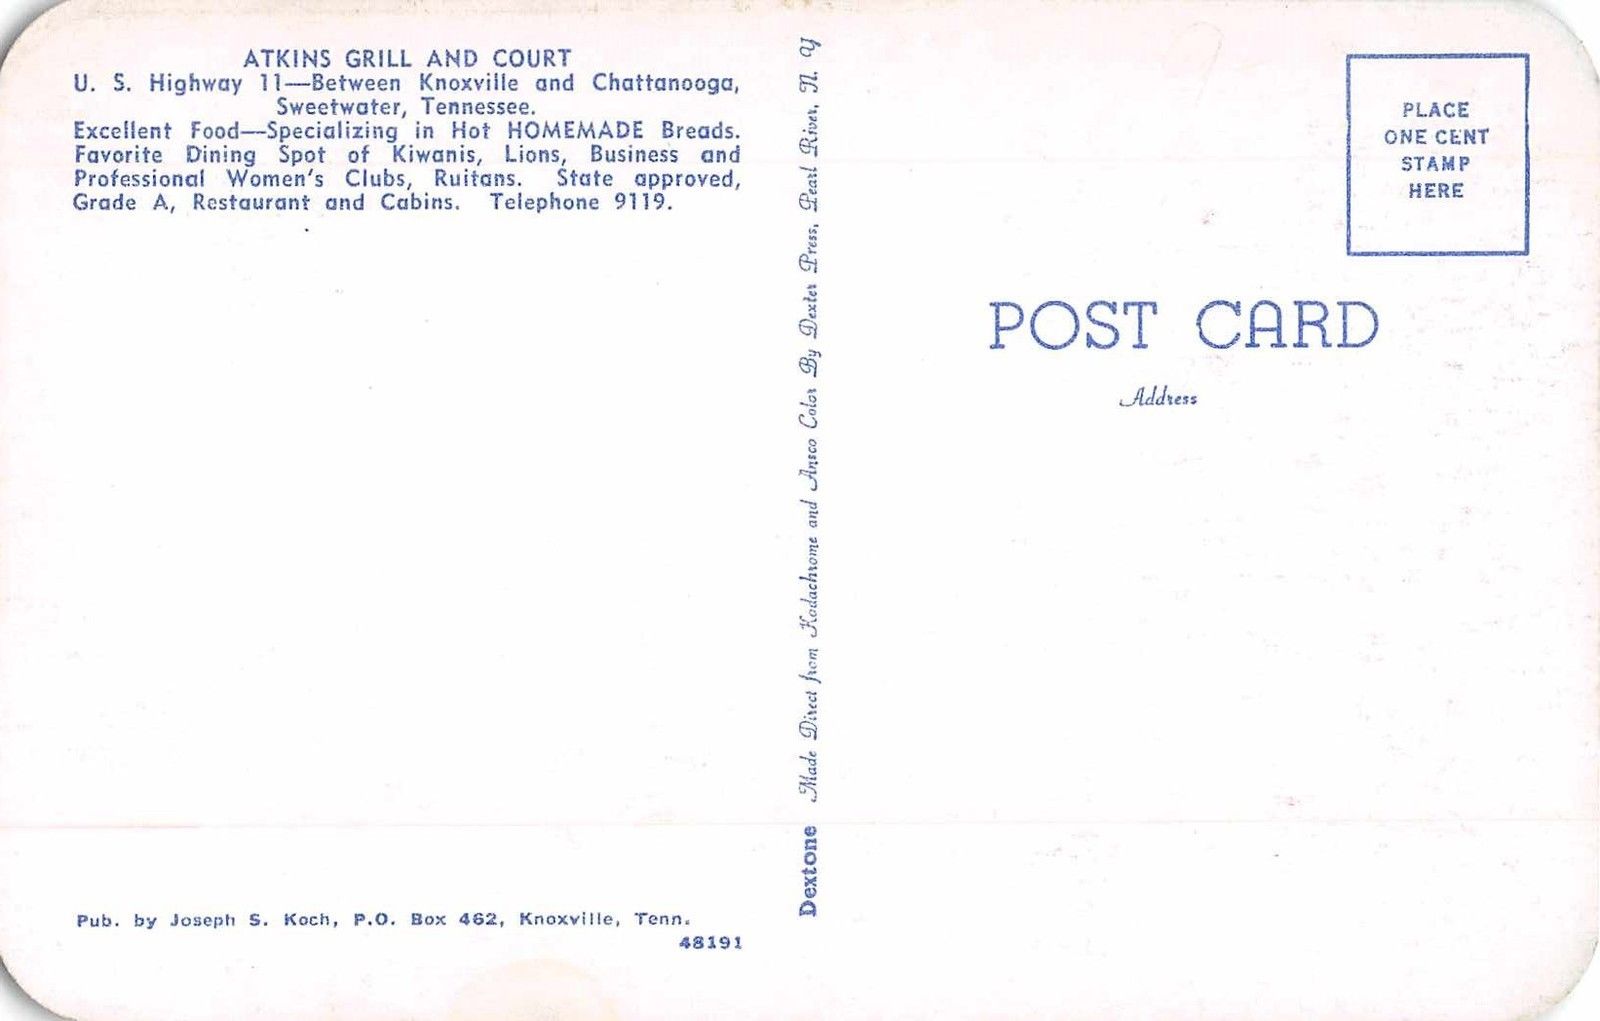 ATKINS GRILL AND COURT
U. S. Highway 11—Between Knoxville and Chattanooga,
Sweetwater, Tennessee.
Excellent Food—Specializing in Hot HOMEMADE Breads.
Favorite Dining Spot of Kiwanis, Lions, Business and
Professional Women's Clubs, Ruitans. State approved,
Grade A, Restaurant and Cabins. Telephone 9119.
Pub. by Joseph S. Koch, P.O. Box 462, Knoxville, Tenn.
48191
Dextone Made Direct from Kodachrome and Ansco Color By Dexter Press, Pearl River, N. Y
PLACE
ONE CENT
STAMP
HERE
POST CARD
Address